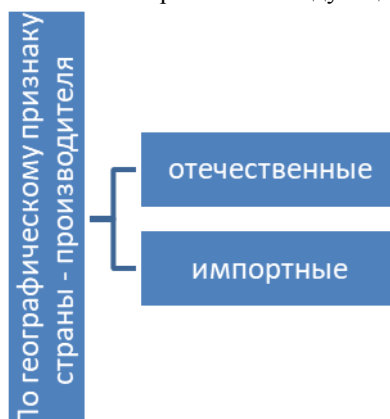 По географическому признаку
страны - производителя
отечественные
импортные